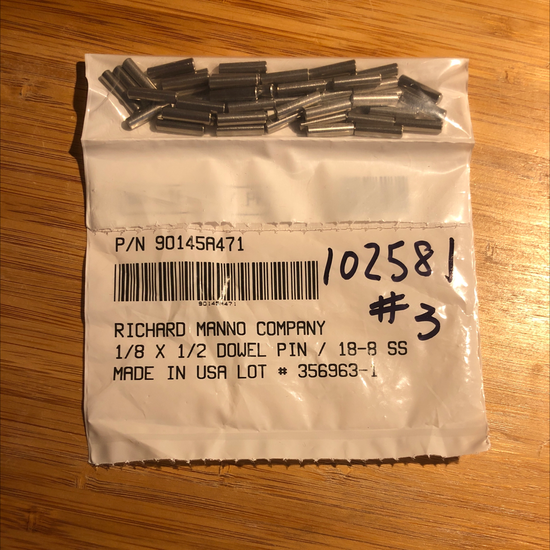 P/N 90145A471
90145A471
102581
#3
RICHARD MANNO COMPANY
1/8 X 1/2 DOWEL PIN / 18-8 SS
MADE IN USA LOT # 356963-1